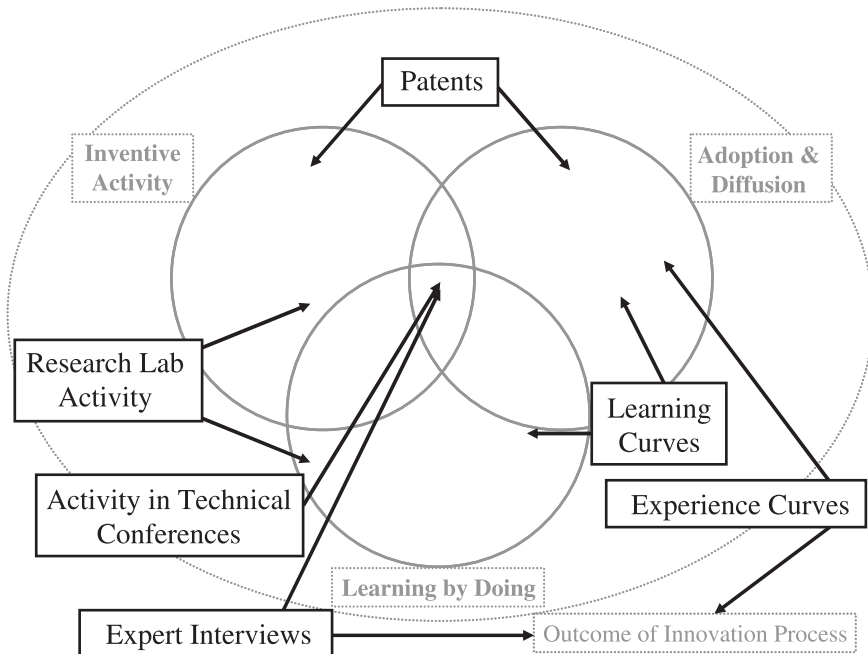 Patents
Inventive
Activity
Adoption &
Diffusion
Research Lab
Activity
Learning
Curves
Activity in Technical
Conferences
Experience Curves
Learning by Doing
Expert Interviews
Outcome of Innovation Process